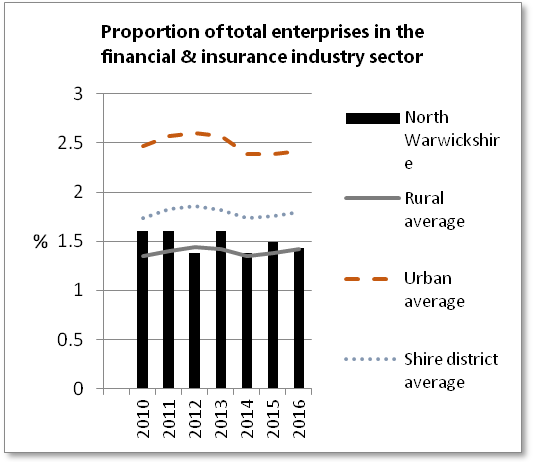 Proportion of total enterprises in the
financial & insurance industry sector
3
2.5
2
%
1.5
1
0.5
0
2010
2011
2012
2013
2014
2015
2016
North
Warwickshir
e
Rural
average
Urban
average
Shire district
average